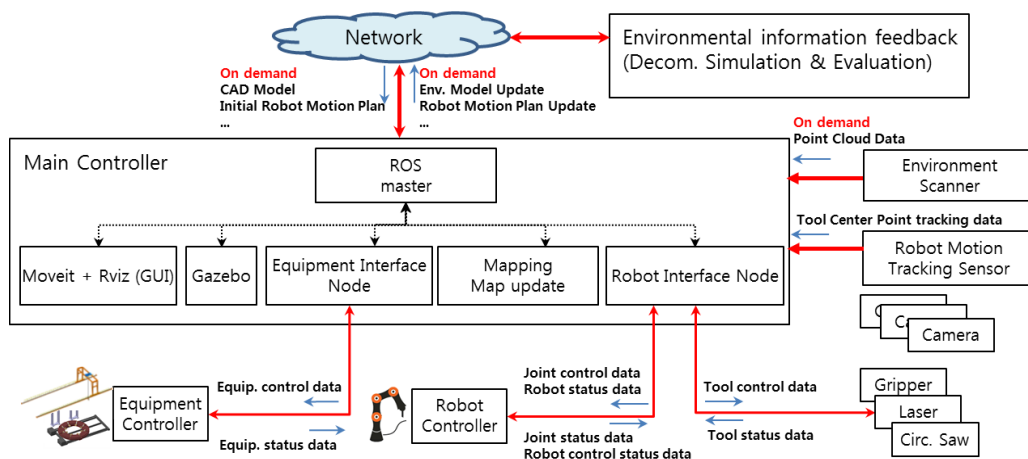 Network
Environmental information feedback
(Decom. Simulation & Evaluation)
On demand
CAD Model
Initial Robot Motion Plan
...
On demand
Env. Model Update
Robot Motion Plan Update
...
On demand
Point Cloud Data
Main Controller
ROS
master
Environment
Scanner
Tool Center Point tracking data
Robot Motion
Tracking Sensor
Moveit + Rviz (GUI)
Gazebo
Equipment Interface
Node
Mapping
Map update
Robot Interface Node
C
Ca
Camera
Equip. control data
Equipment
Controller
Equip. status data
Joint control data
Robot status data
Robot
Controller
Joint status data
Robot control status data
Tool control data
Tool status data
Gripper
Laser
Circ. Saw